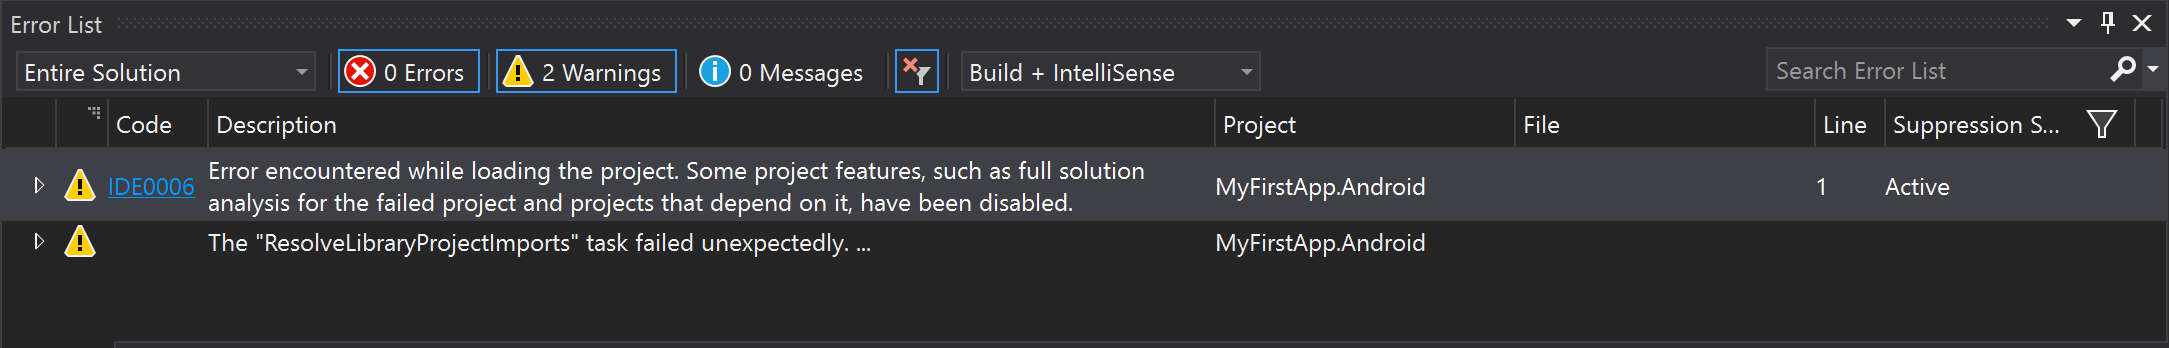 Error List
Entire Solution
0 Errors
2 Warnings
0 Messages
Build + IntelliSense
Search Error List
Code
Description
Project
File
Line
Suppression S...
IDE0006
Error encountered while loading the project. Some project features, such as full solution
analysis for the failed project and projects that depend on it, have been disabled.
MyFirstApp.Android
1
Active
The "ResolveLibraryProjectImports" task failed unexpectedly. ...
MyFirstApp.Android